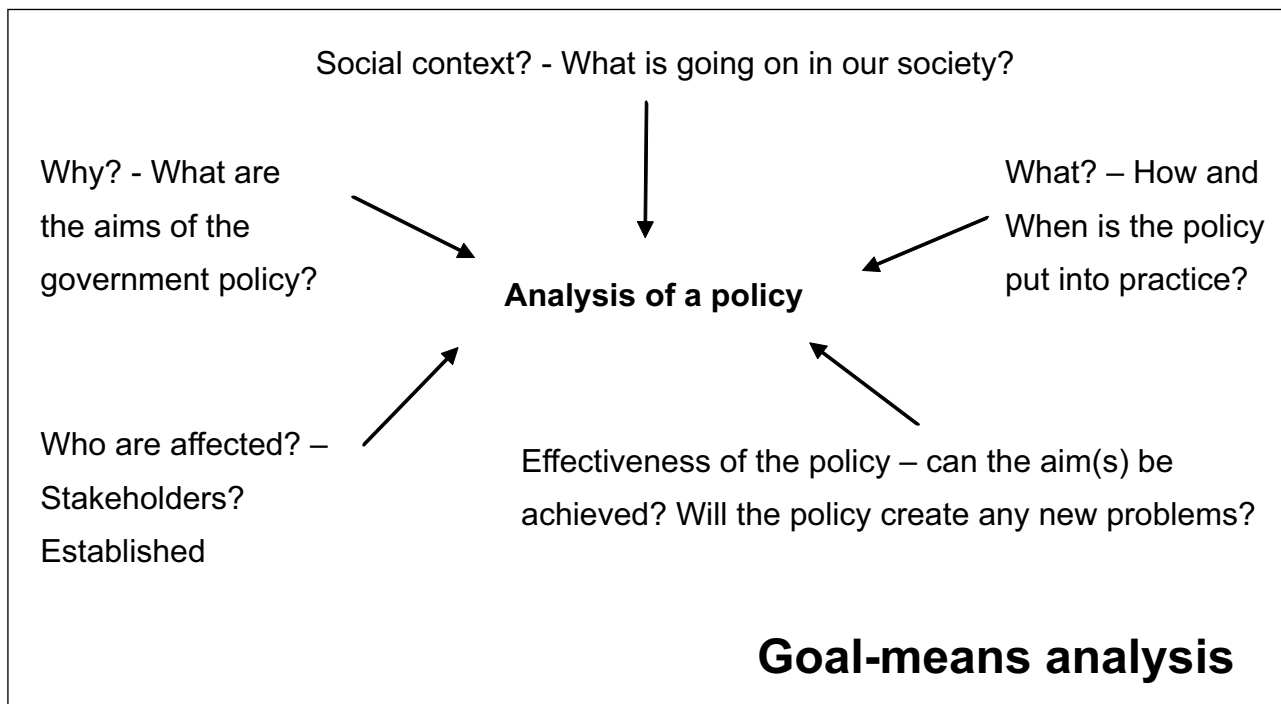 Social context? - What is going on in our society?
Why? - What are
the aims of the
government policy?
What? – How and
When is the policy
put into practice?
Analysis of a policy
Who are affected? –
Stakeholders?
Established
Effectiveness of the policy – can the aim(s) be
achieved? Will the policy create any new problems?
Goal-means analysis